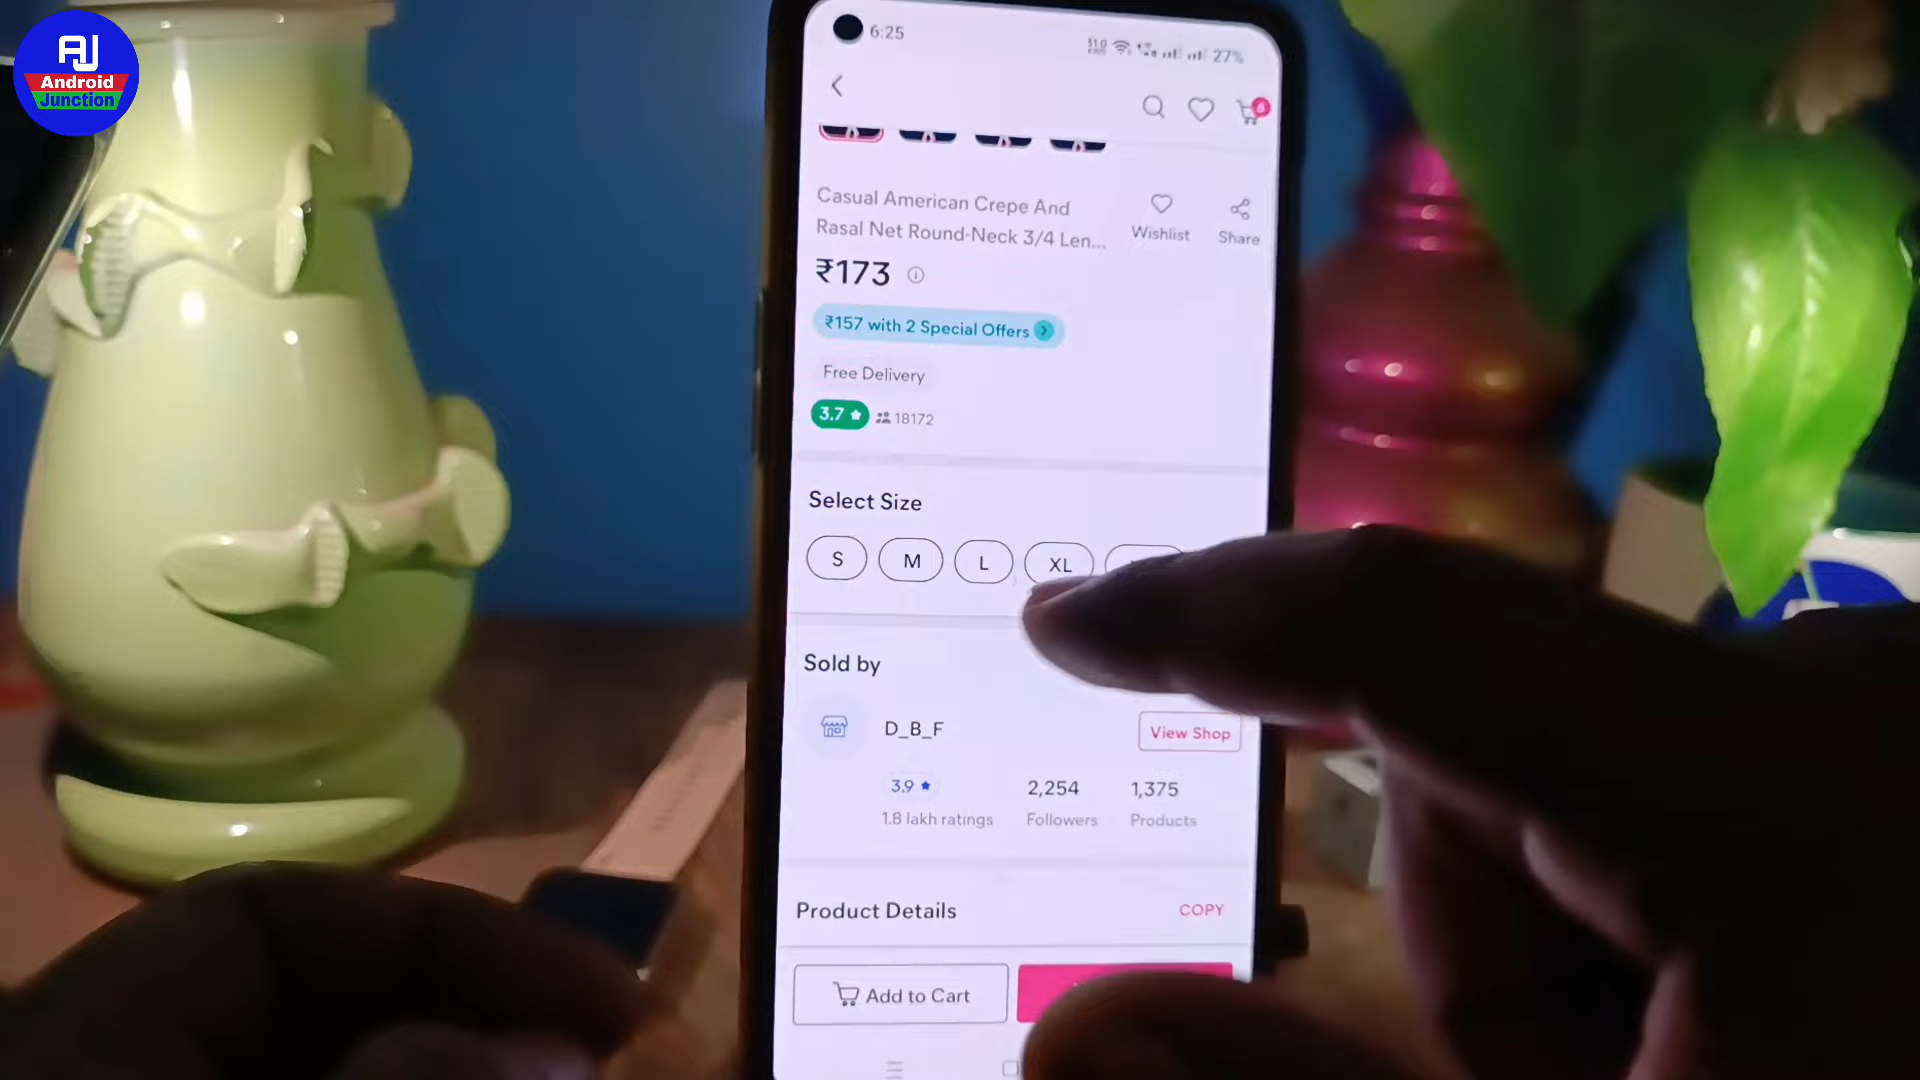 AJ
Android
Junction
6:25
27%
6
Casual American Crepe And
Rasal Net Round-Neck 3/4 Len...
Wishlist
Share
₹173
₹157 with 2 Special Offers
Free Delivery
3.7
18172
Select Size
S M L XL
Sold by
D_B_F
View Shop
3.9
2,254
1,375
1.8 lakh ratings
Followers
Products
Product Details
COPY
Add to Cart